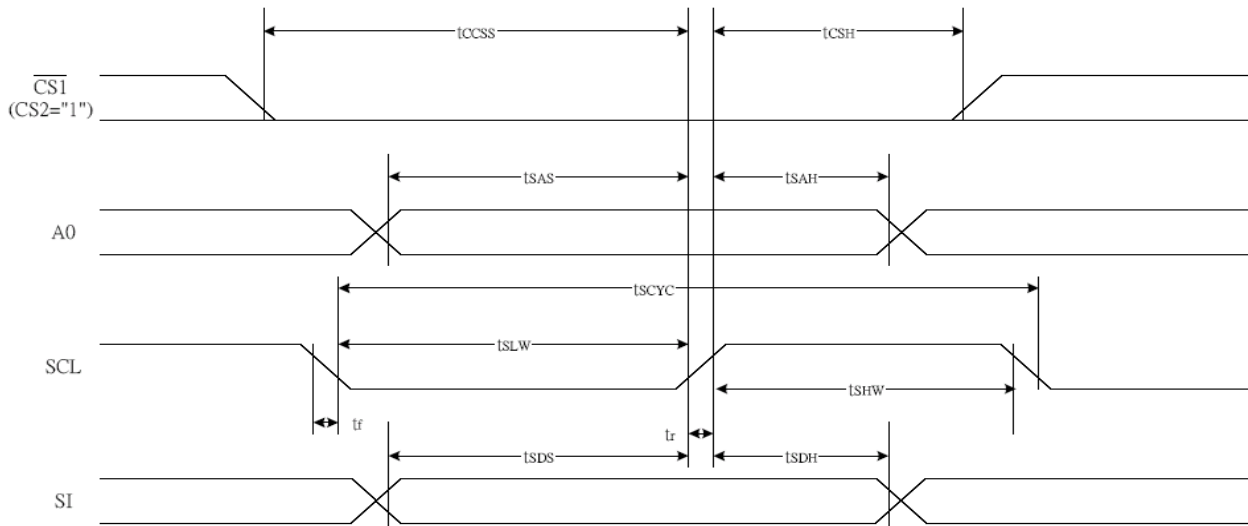 tCCSS
tCSH
CS1
(CS2="1")
tSAS
tSAH
A0
tSCYC
tSLW
SCL
tSHW
tf
tr
tSDS
tSDH
SI